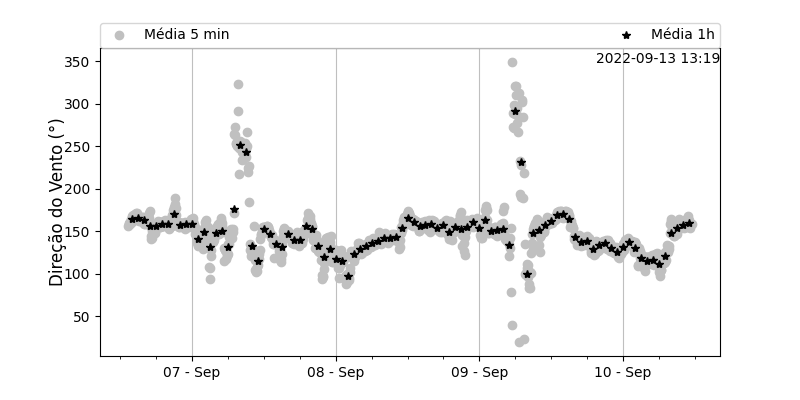 Média 5 min
Média 1h
2022-09-13 13:19
Direção do Vento (°)
350
300
250
200
150
100
50
07 - Sep
08 - Sep
09 - Sep
10 - Sep